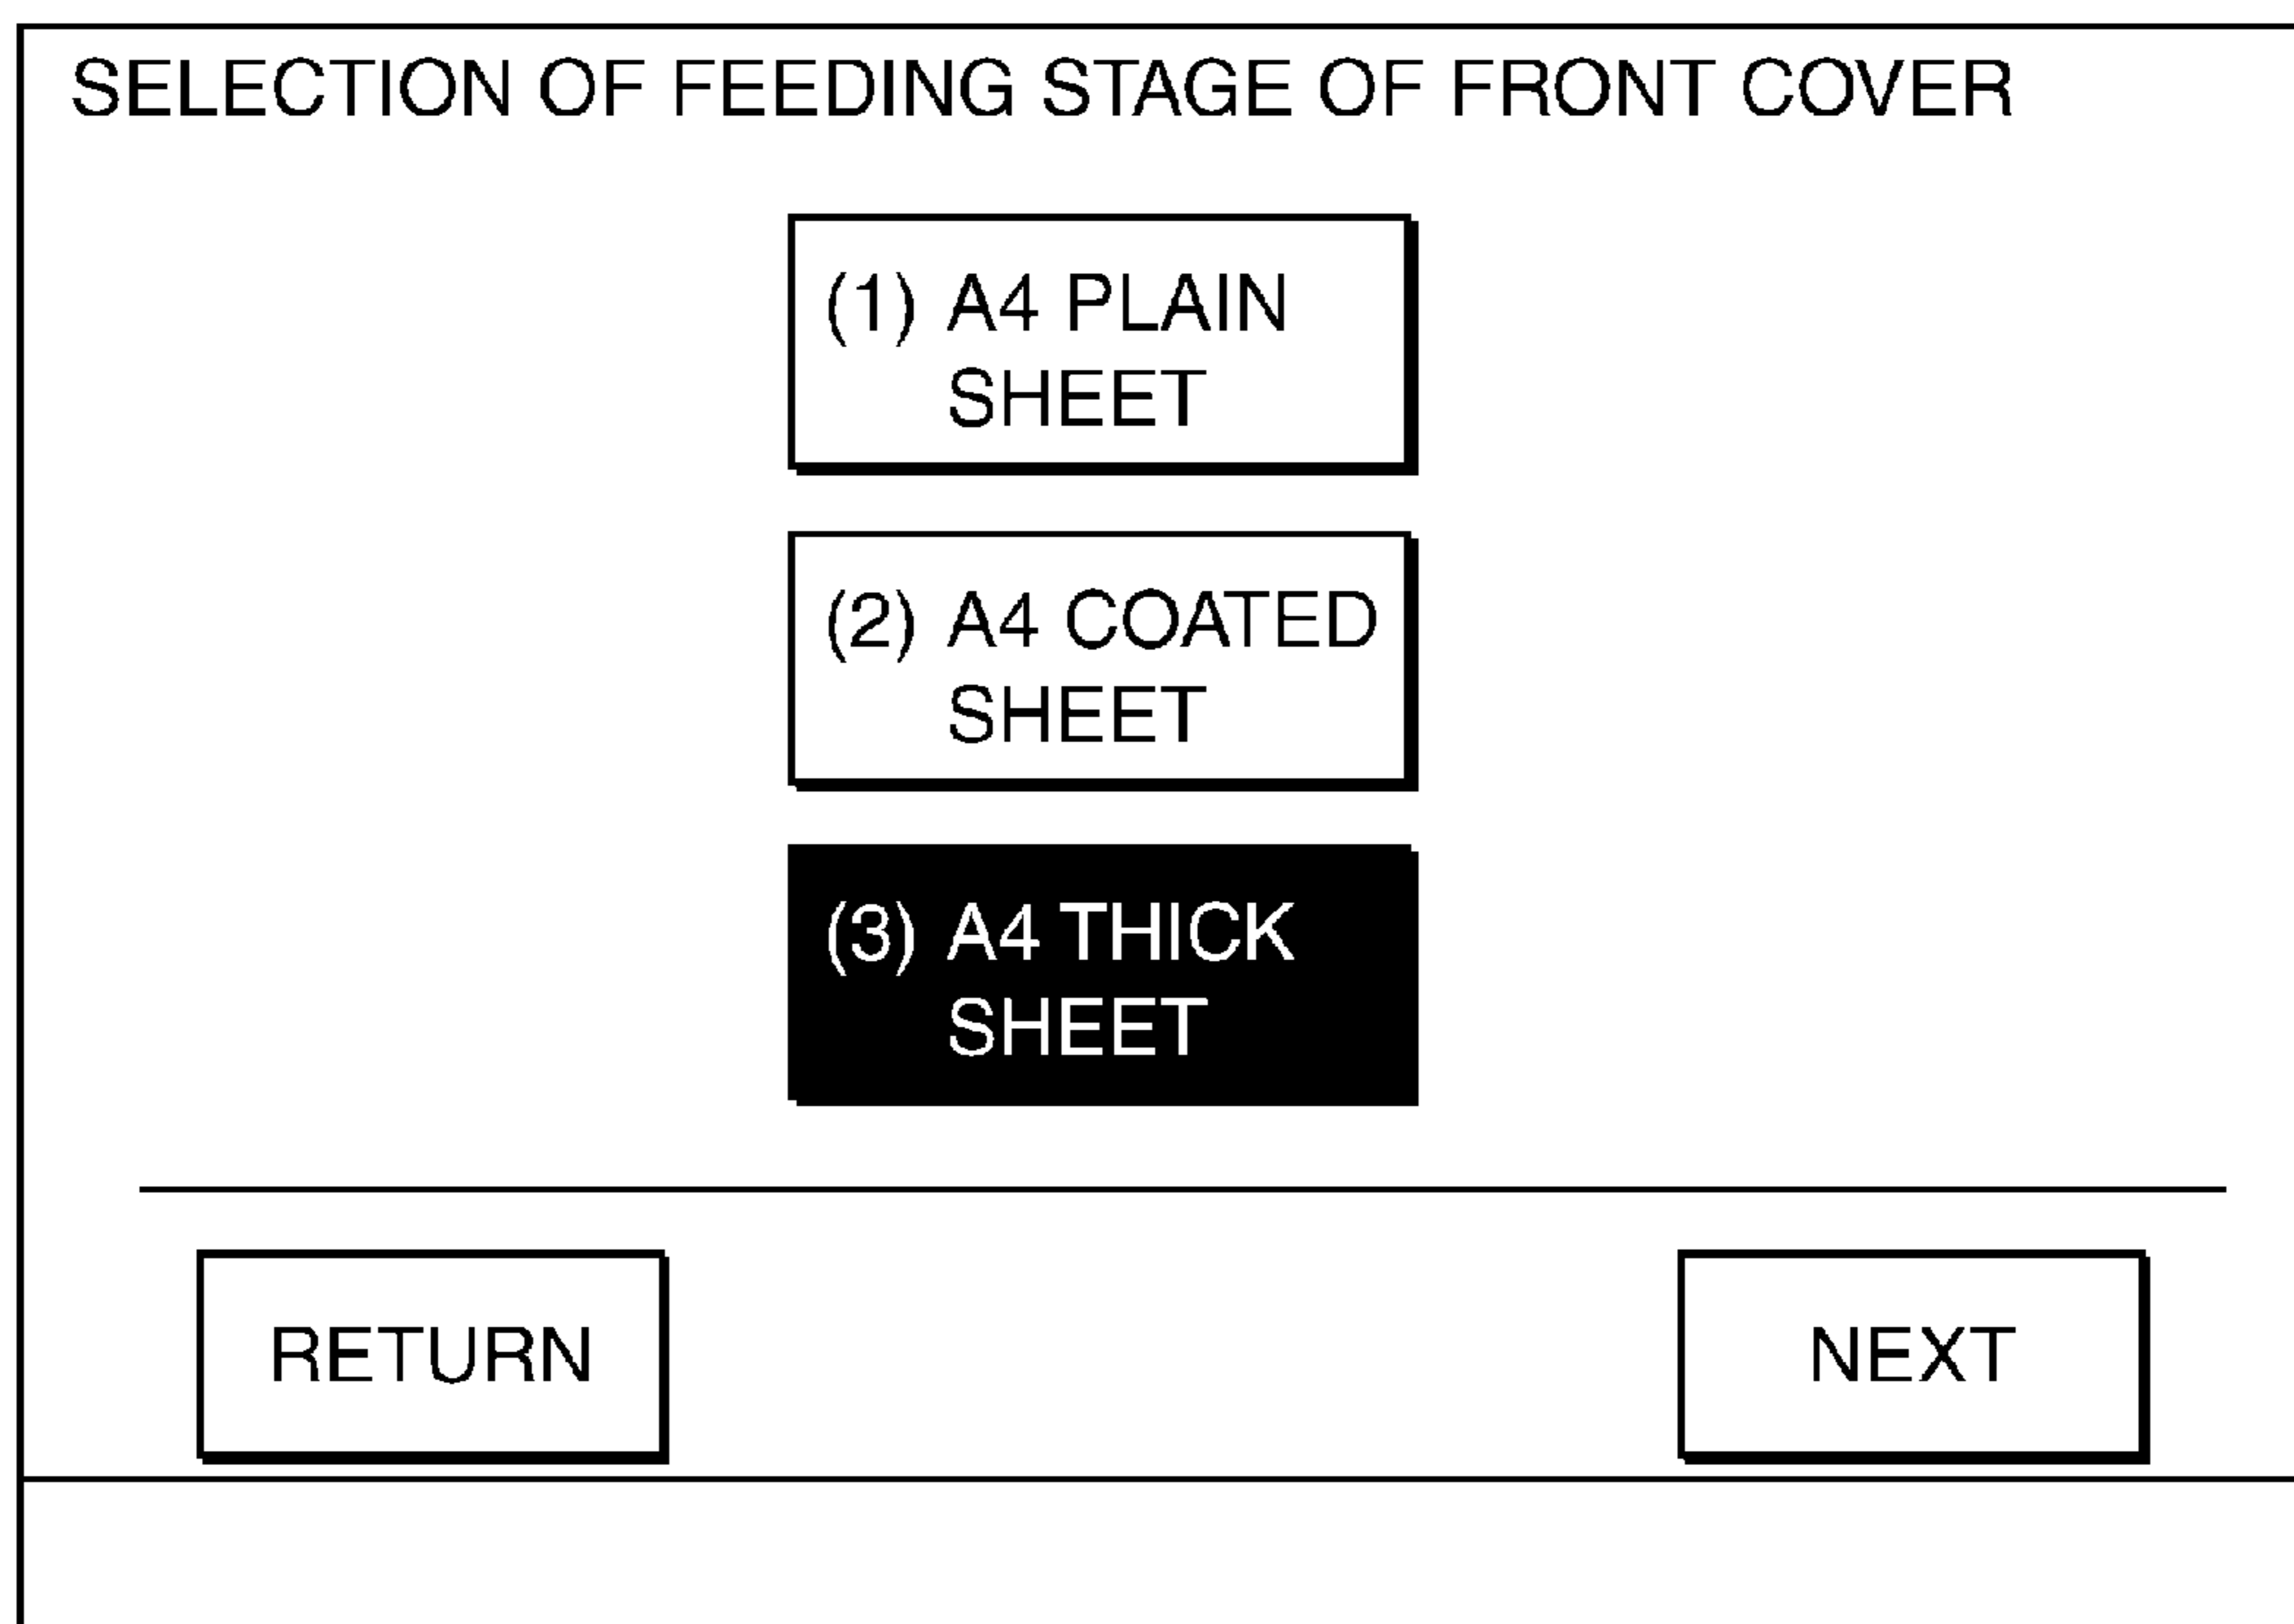 SELECTION OF FEEDING STAGE OF FRONT COVER
(1) A4 PLAIN
SHEET
(2) A4 COATED
SHEET
(3) A4 THICK
SHEET
RETURN
NEXT